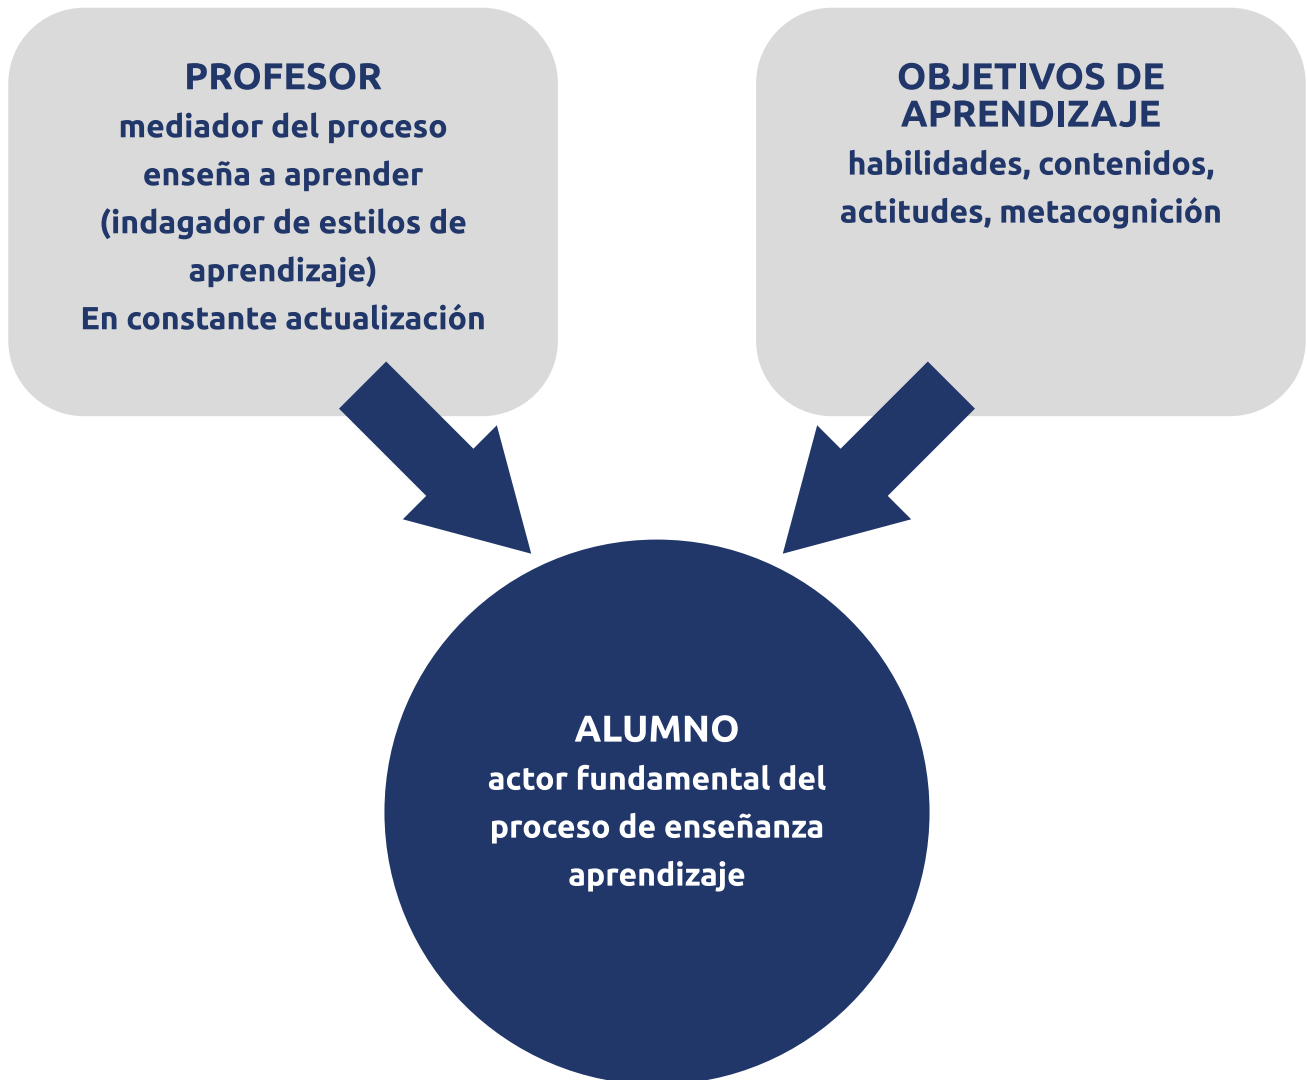 PROFESOR
mediador del proceso
enseña a aprender
(indagador de estilos de
aprendizaje)
En constante actualización
OBJETIVOS DE
APRENDIZAJE
habilidades, contenidos,
actitudes, metacognición
ALUMNO
actor fundamental del
proceso de enseñanza
aprendizaje